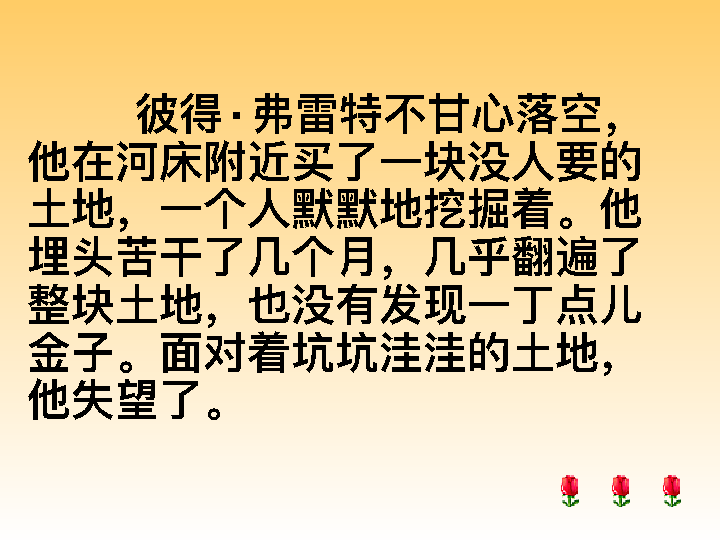 彼得·弗雷特不甘心落空，
他在河床附近买了一块没人要的
土地，一个人默默地挖掘着。他
埋头苦干了几个月，几乎翻遍了
整块土地，也没有发现一丁点儿
金子。面对着坑坑洼洼的土地，
他失望了。